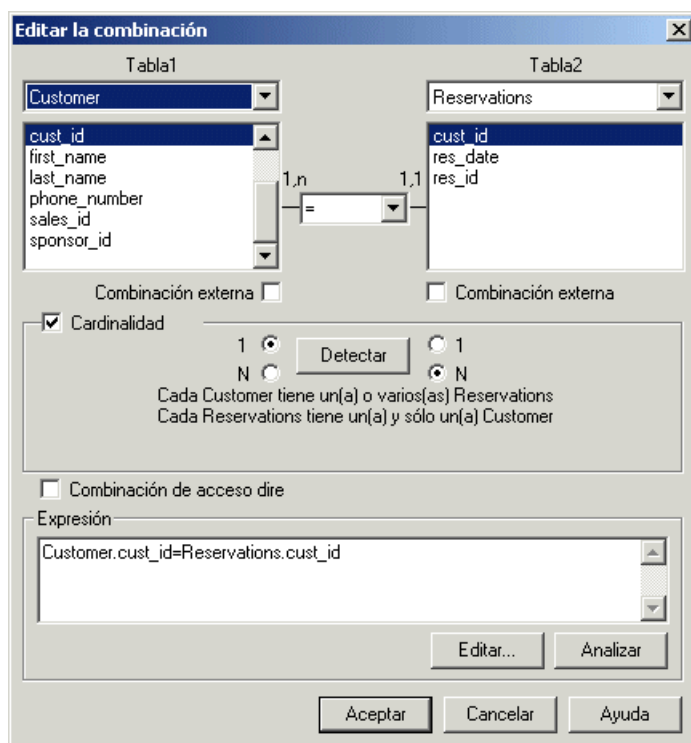 Editar la combinación
Tabla1 Tabla2
Customer Reservations
cust_id cust_id
first_name res_date
last_name res_id
phone_number
sales_id
sponsor_id
1,n 1,1
=
Combinación externa Combinación externa
Cardinalidad
1 Detectar 1
N N
Cada Customer tiene un(a) o varios(as) Reservations
Cada Reservations tiene un(a) y sólo un(a) Customer
Combinación de acceso dire
Expresión
Customer.cust_id=Reservations.cust_id
Editar... Analizar
Aceptar Cancelar Ayuda